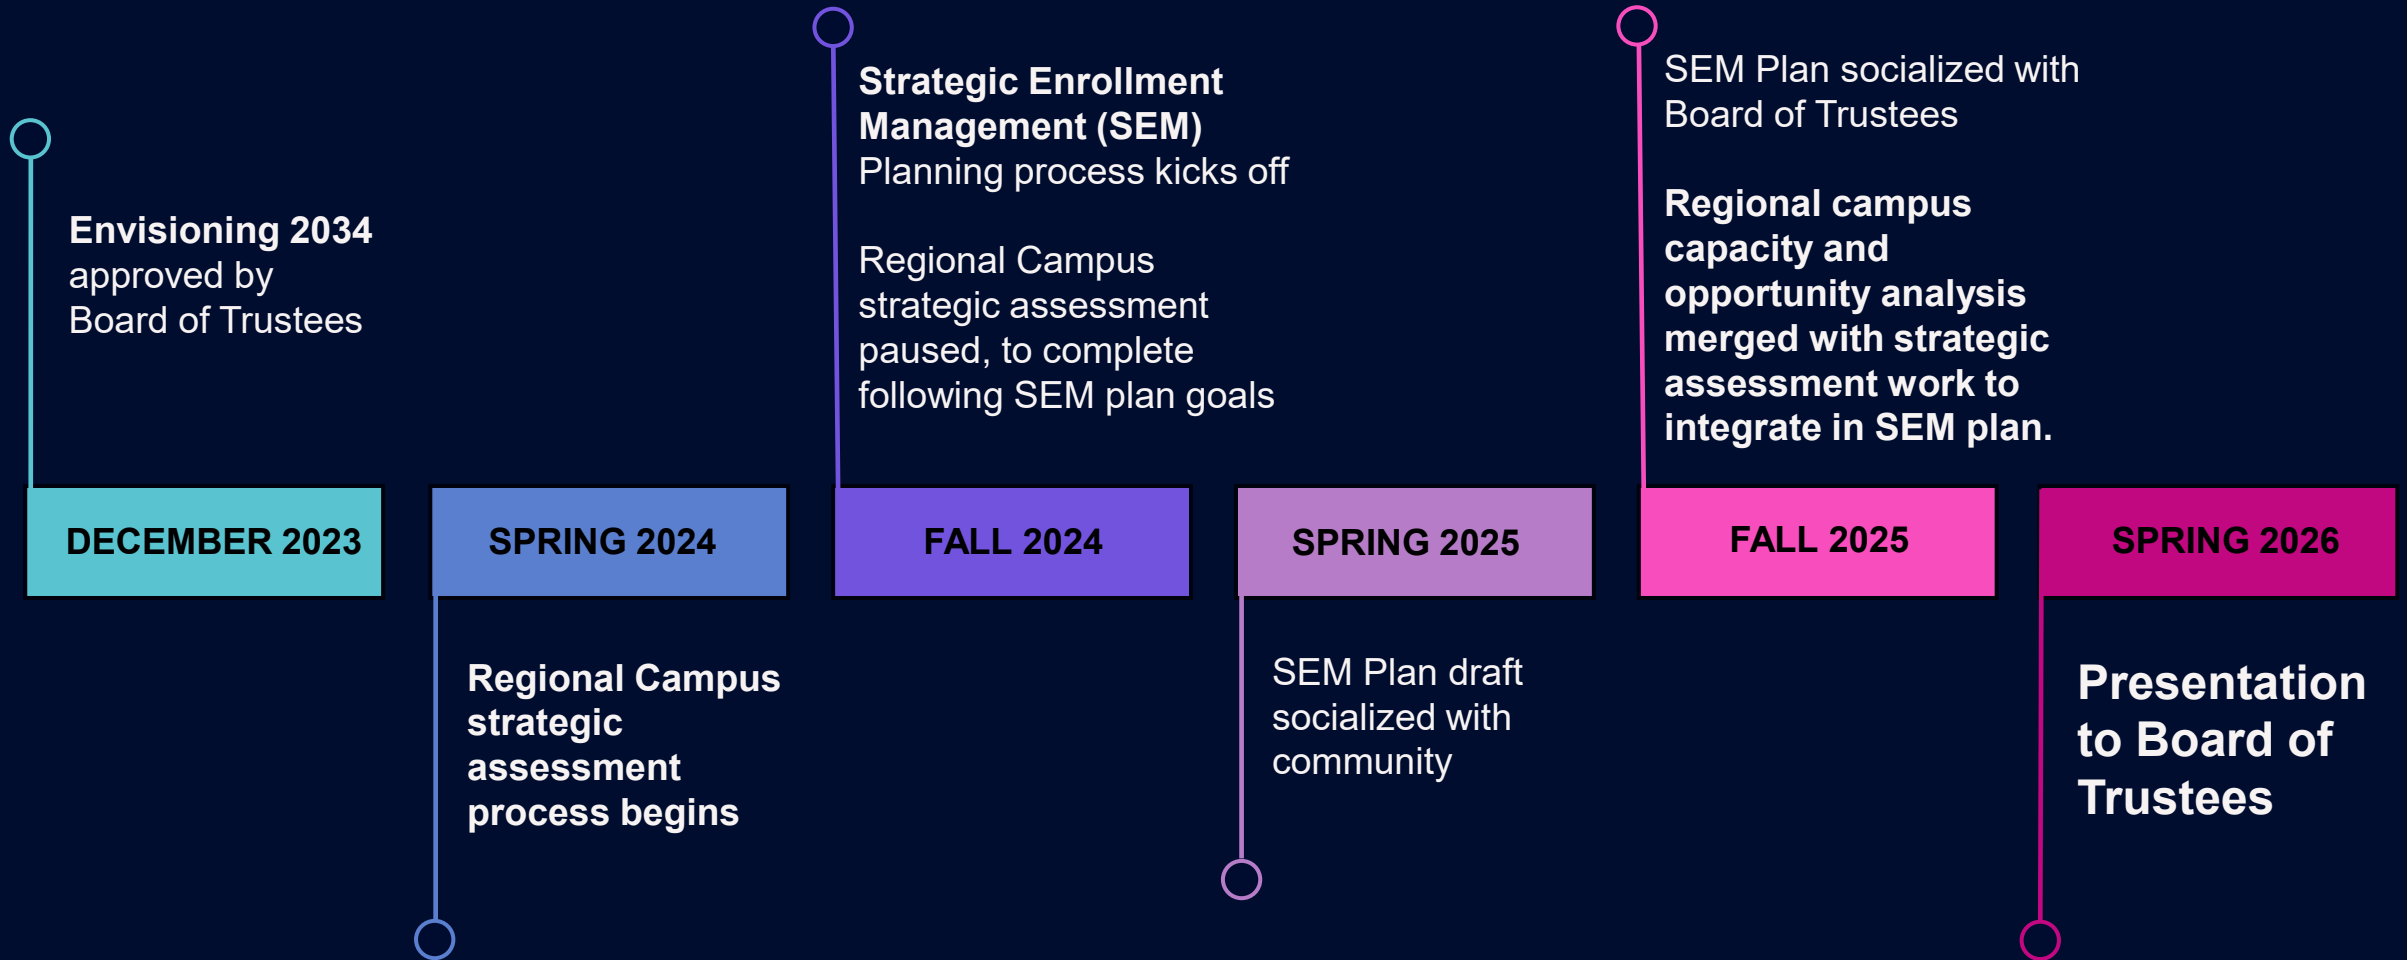 DECEMBER 2023
Envisioning 2034
approved by
Board of Trustees
SPRING 2024
Regional Campus
strategic
assessment
process begins
FALL 2024
Strategic Enrollment
Management (SEM)
Planning process kicks off
Regional Campus
strategic assessment
paused, to complete
following SEM plan goals
SPRING 2025
SEM Plan draft
socialized with
community
FALL 2025
SEM Plan socialized with
Board of Trustees
Regional campus
capacity and
opportunity analysis
merged with strategic
assessment work to
integrate in SEM plan.
SPRING 2026
Presentation
to Board of
Trustees